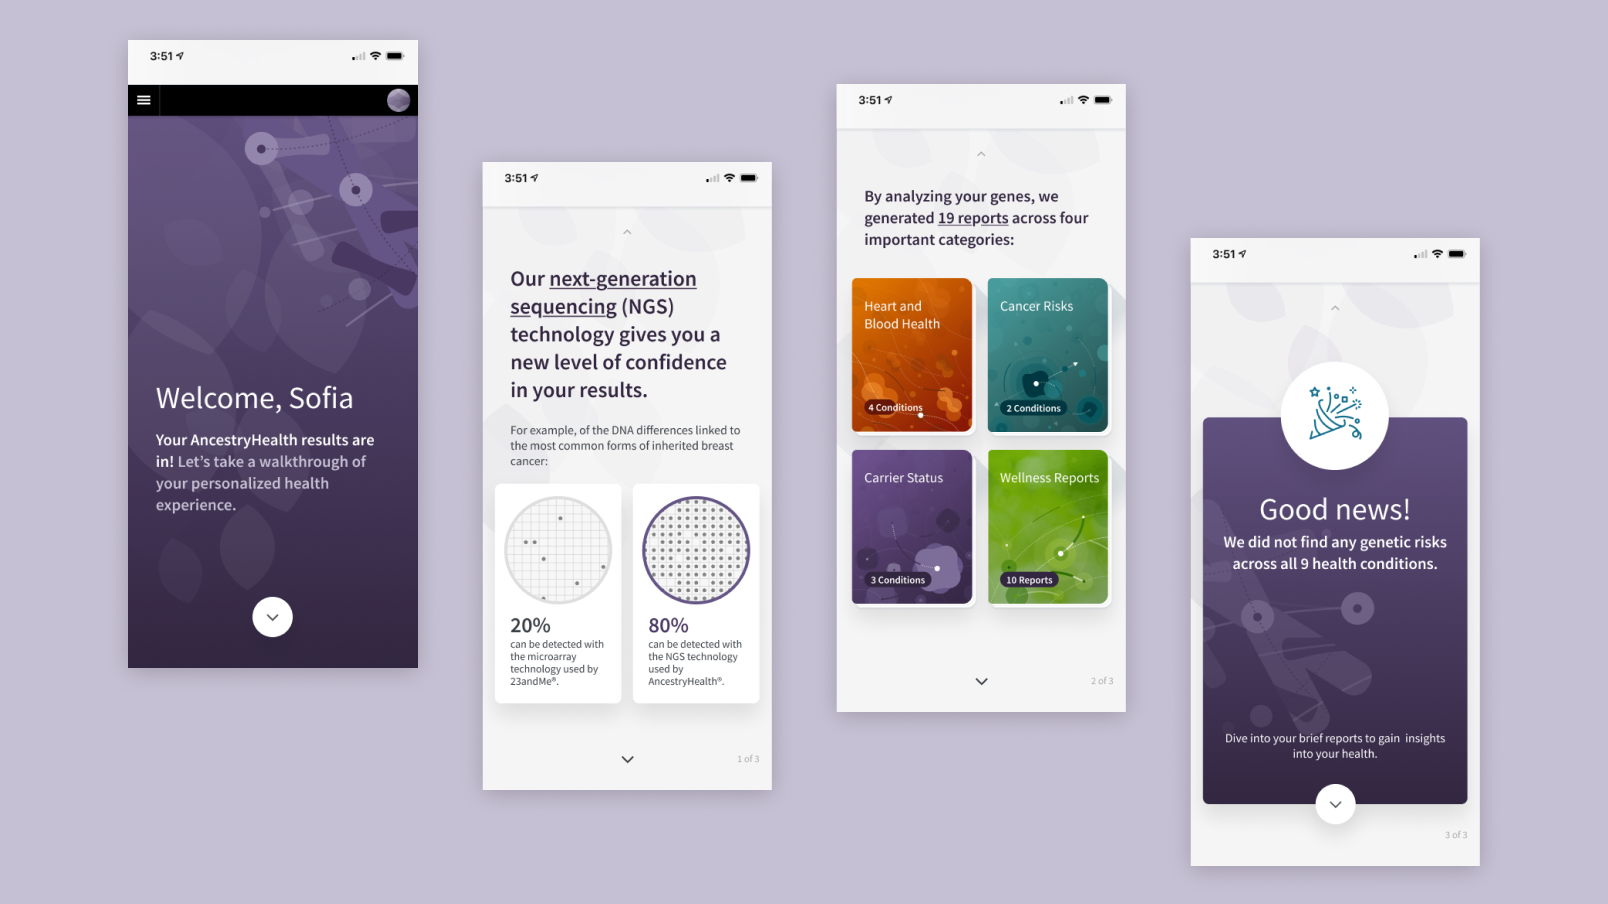 3:51
Welcome, Sofia
Your AncestryHealth results are
in! Let's take a walkthrough of
your personalized health
experience.
3:51
Our next-generation
sequencing (NGS)
technology gives you a
new level of confidence
in your results.
For example, of the DNA differences linked to
the most common forms of inherited breast
cancer:
20%
can be detected with
the microarray
technology used by
23andMe®.
80%
can be detected with
the NGS technology
used by
AncestryHealth®.
1 of 3
3:51
By analyzing your genes, we
generated 19 reports across four
important categories:
Heart and
Blood Health
4 Conditions
Cancer Risks
2 Conditions
Carrier Status
3 Conditions
Wellness Reports
10 Reports
2 of 3
3:51
Good news!
We did not find any genetic risks
across all 9 health conditions.
Dive into your brief reports to gain insights
into your health.
3 of 3